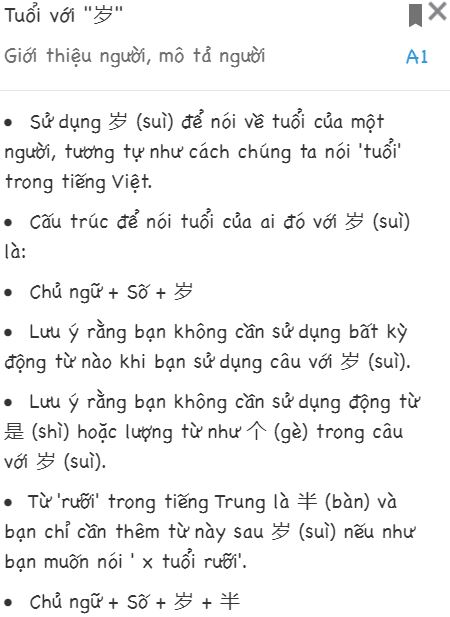 Tuổi với "岁"
Giới thiệu người, mô tả người
A1
• Sử dụng 岁 (suì) để nói về tuổi của một
người, tương tự như cách chúng ta nói 'tuổi'
trong tiếng Việt.
• Cấu trúc để nói tuổi của ai đó với 岁 (suì)
là:
• Chủ ngữ + Số + 岁
• Lưu ý rằng bạn không cần sử dụng bất kỳ
động từ nào khi bạn sử dụng câu với 岁 (suì).
• Lưu ý rằng bạn không cần sử dụng động từ
是 (shì) hoặc lượng từ như 个 (gè) trong câu
với 岁 (suì).
• Từ 'rưỡi' trong tiếng Trung là 半 (bàn) và
bạn chỉ cần thêm từ này sau 岁 (suì) nếu như
bạn muốn nói ' x tuổi rưỡi'.
• Chủ ngữ + Số + 岁 + 半